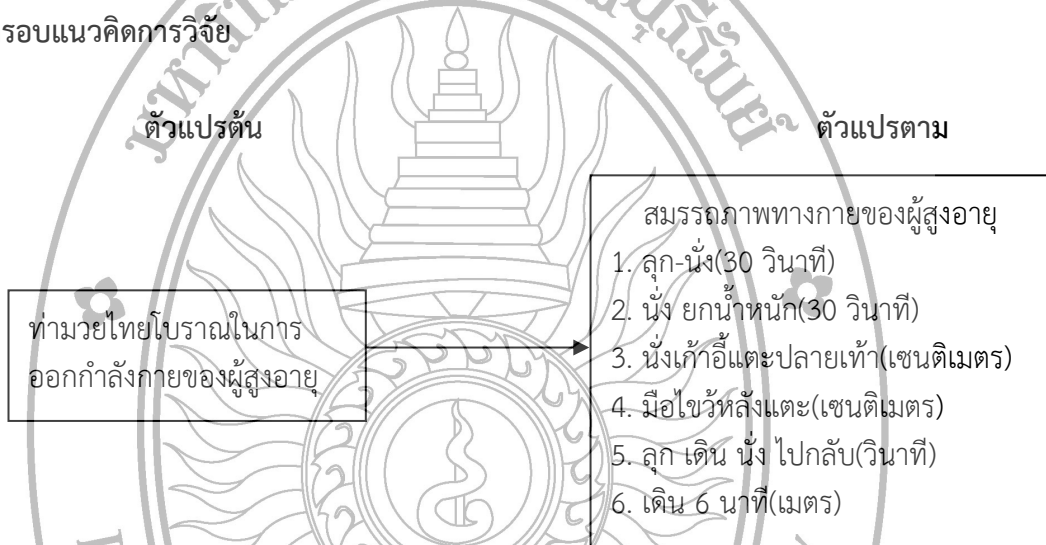 รอบแนวคิดการวิจัย
ตัวแปรต้น
ตัวแปรตาม
ท่ามวยไทยโบราณในการ
ออกกำลังกายของผู้สูงอายุ
สมรรถภาพทางกายของผู้สูงอายุ
1. ลุก-นั่ง(30 วินาที)
2. นั่ง ยกน้ำหนัก(30 วินาที)
3. นั่งเก้าอี้แตะปลายเท้า(เซนติเมตร)
4. มือไขว้หลังแตะ(เซนติเมตร)
5. ลุก เดิน นั่ง ไปกลับ(วินาที)
6. เดิน 6 นาที(เมตร)